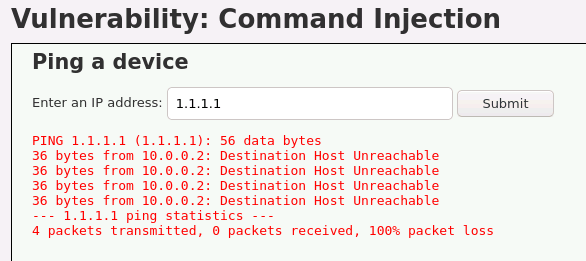 Vulnerability: Command Injection
Ping a device
Enter an IP address: 1.1.1.1 Submit
PING 1.1.1.1 (1.1.1.1): 56 data bytes
36 bytes from 10.0.0.2: Destination Host Unreachable
36 bytes from 10.0.0.2: Destination Host Unreachable
36 bytes from 10.0.0.2: Destination Host Unreachable
36 bytes from 10.0.0.2: Destination Host Unreachable
--- 1.1.1.1 ping statistics ---
4 packets transmitted, 0 packets received, 100% packet loss